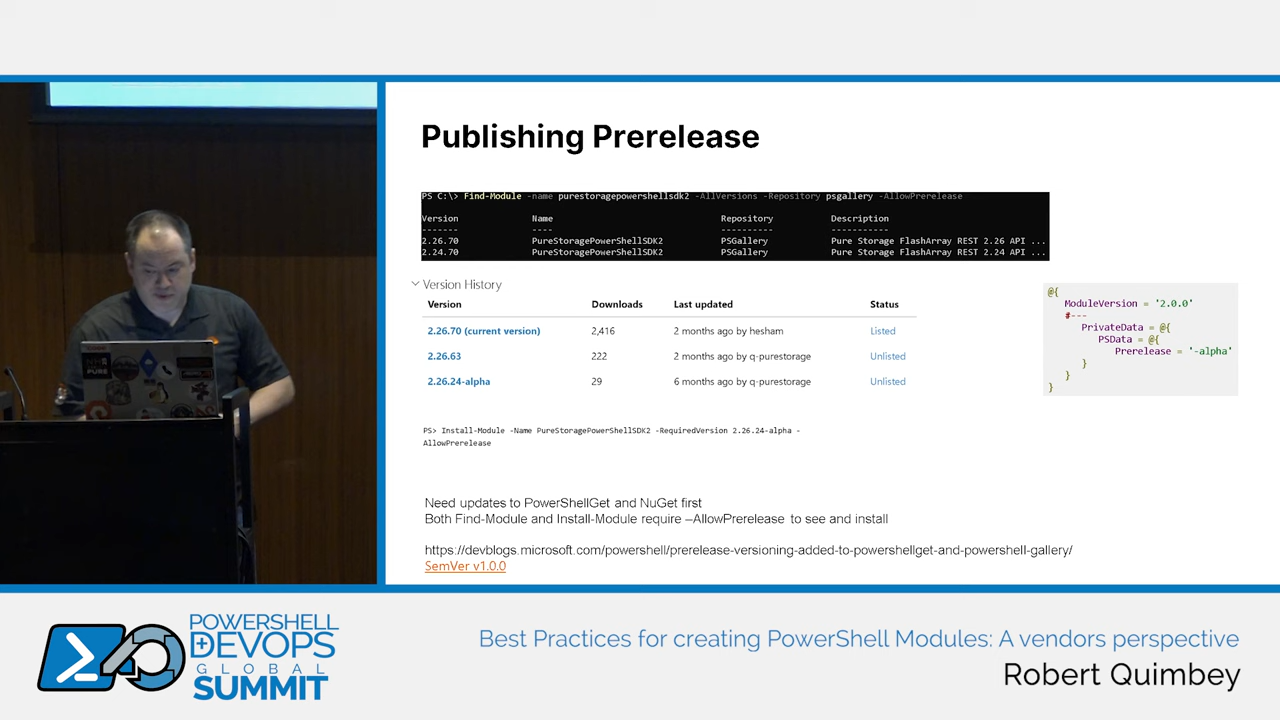 Publishing Prerelease
PS C:\> Find-Module -name purestoragepowershellsdk2 -AllVersions -Repository psgallery -AllowPrerelease
Version Name Repository Description
------- ---- ---------- -----------
2.26.70 PureStoragePowerShellSDK2 PSGallery Pure Storage FlashArray REST 2.26 API ...
2.24.70 PureStoragePowerShellSDK2 PSGallery Pure Storage FlashArray REST 2.24 API ...
Version History
Version Downloads Last updated Status
2.26.70 (current version) 2,416 2 months ago by hesham Listed
2.26.63 222 2 months ago by q-purestorage Unlisted
2.26.24-alpha 29 6 months ago by q-purestorage Unlisted
@{
ModuleVersion = '2.0.0'
#---
PrivateData = @{
PSData = @{
Prerelease = '-alpha'
}
}
}
PS> Install-Module -Name PureStoragePowerShellSDK2 -RequiredVersion 2.26.24-alpha -
AllowPrerelease
Need updates to PowerShellGet and NuGet first
Both Find-Module and Install-Module require –AllowPrerelease to see and install
https://devblogs.microsoft.com/powershell/prerelease-versioning-added-to-powershellget-and-powershell-gallery/
SemVer v1.0.0
POWERSHELL
DEVOPS
GLOBAL
SUMMIT
Best Practices for creating PowerShell Modules: A vendors perspective
Robert Quimbey